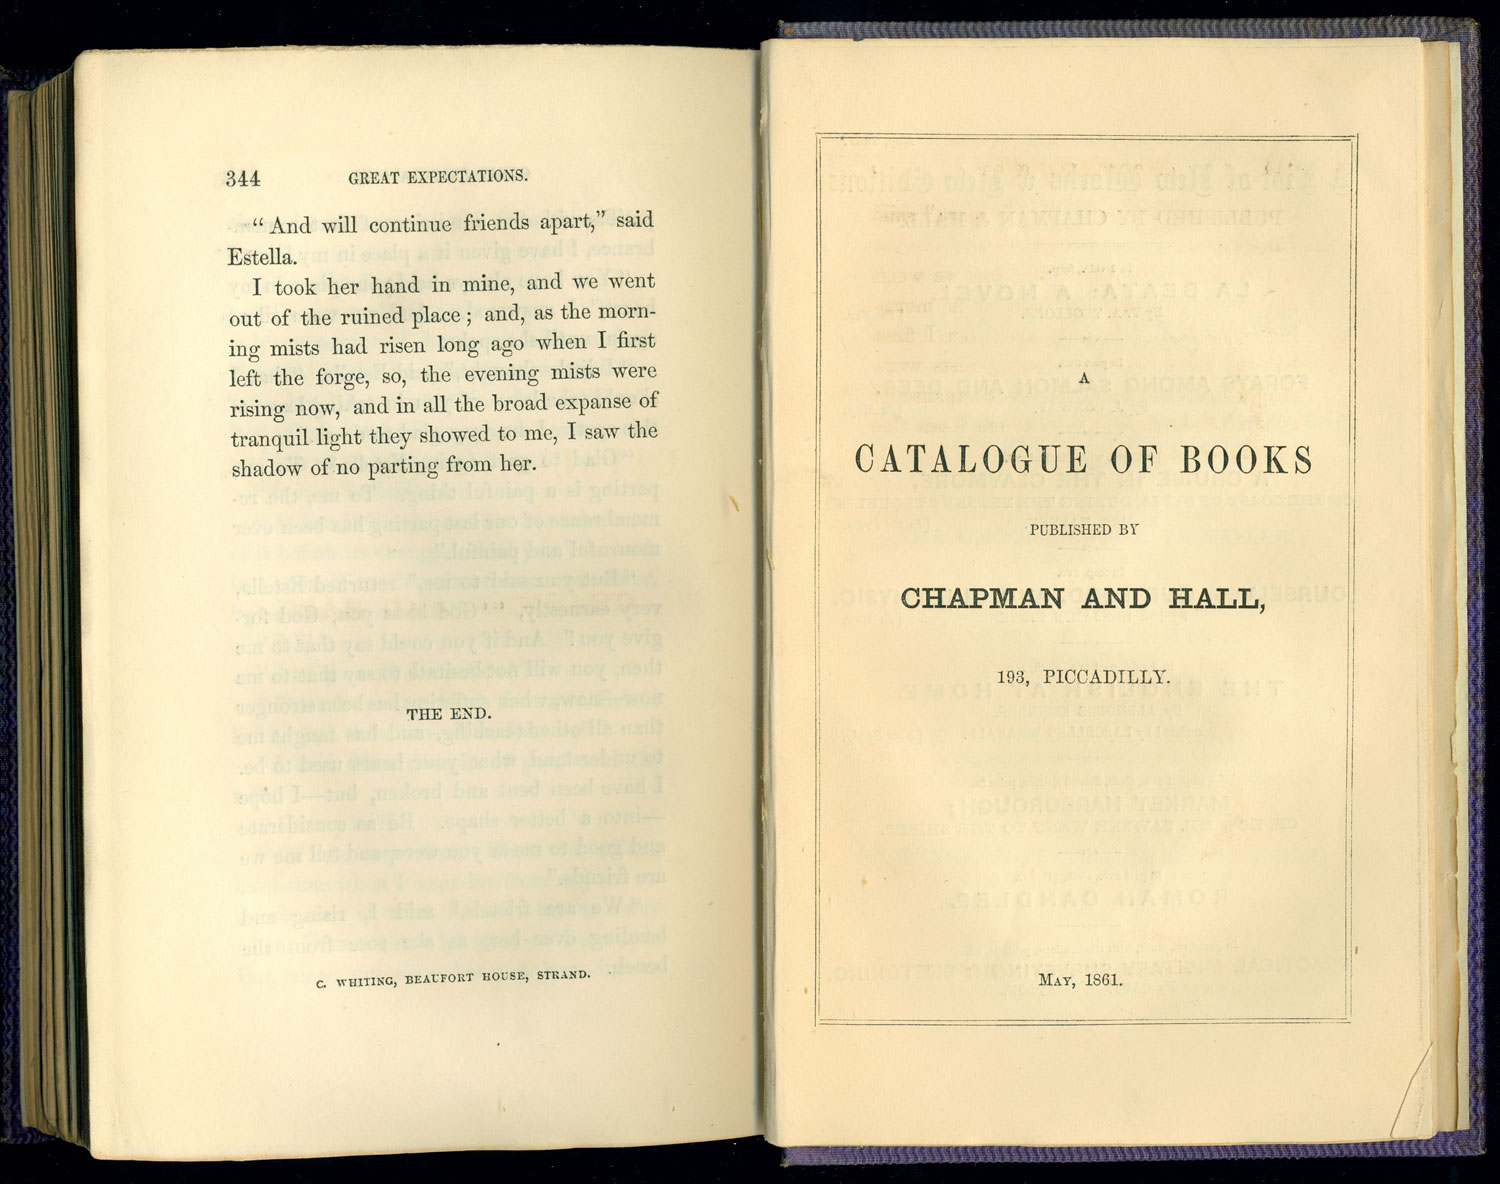 344 GREAT EXPECTATIONS.
“ And will continue friends apart,” said
Estella.
I took her hand in mine, and we went
out of the ruined place ; and, as the morn-
ing mists had risen long ago when I first
left the forge, so, the evening mists were
rising now, and in all the broad expanse of
tranquil light they showed to me, I saw the
shadow of no parting from her.
THE END.
C. WHITING, BEAUFORT HOUSE, STRAND.
A
CATALOGUE OF BOOKS
PUBLISHED BY
CHAPMAN AND HALL,
193, PICCADILLY.
MAY, 1861.